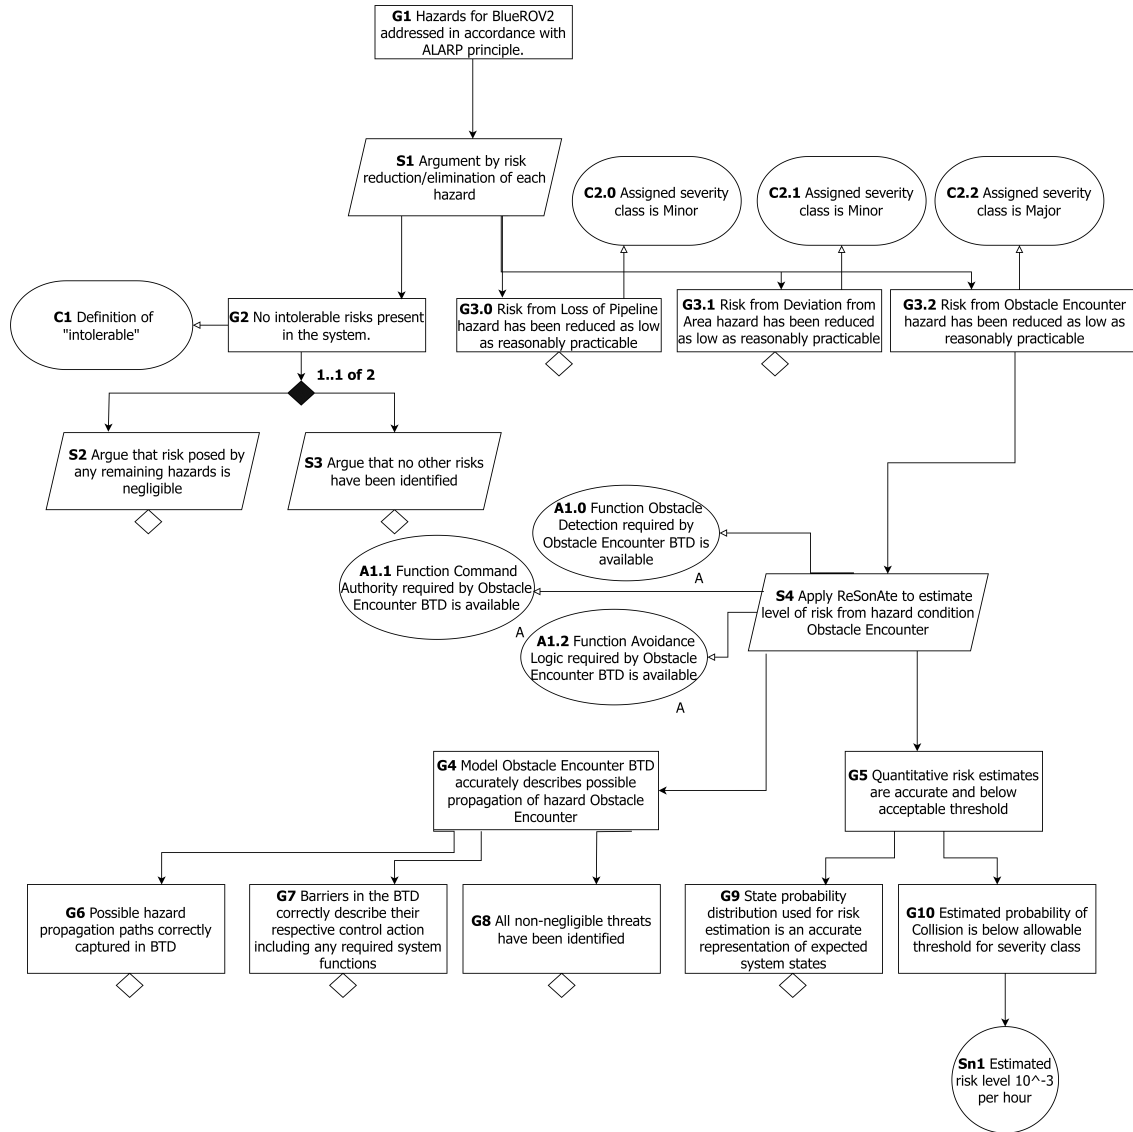 G1 Hazards for BlueROV2
addressed in accordance with
ALARP principle.
S1 Argument by risk
reduction/elimination of each
hazard
C2.0 Assigned severity
class is Minor
C2.1 Assigned severity
class is Minor
C2.2 Assigned severity
class is Major
C1 Definition of
"intolerable"
G2 No intolerable risks present
in the system.
G3.0 Risk from Loss of Pipeline
hazard has been reduced as low
as reasonably practicable
G3.1 Risk from Deviation from
Area hazard has been reduced
as low as reasonably practicable
G3.2 Risk from Obstacle Encounter
hazard has been reduced as low as
reasonably practicable
1..1 of 2
S2 Argue that risk posed by
any remaining hazards is
negligible
S3 Argue that no other risks
have been identified
A1.0 Function Obstacle
Detection required by
Obstacle Encounter BTD is
available
A
A1.1 Function Command
Authority required by Obstacle
Encounter BTD is available
A
A1.2 Function Avoidance
Logic required by Obstacle
Encounter BTD is available
A
S4 Apply ReSonAte to estimate
level of risk from hazard condition
Obstacle Encounter
G4 Model Obstacle Encounter BTD
accurately describes possible
propagation of hazard Obstacle
Encounter
G5 Quantitative risk estimates
are accurate and below
acceptable threshold
G6 Possible hazard
propagation paths correctly
captured in BTD
G7 Barriers in the BTD
correctly describe their
respective control action
including any required system
functions
G8 All non-negligible threats
have been identified
G9 State probability
distribution used for risk
estimation is an accurate
representation of expected
system states
G10 Estimated probability of
Collision is below allowable
threshold for severity class
Sn1 Estimated
risk level 10^-3
per hour